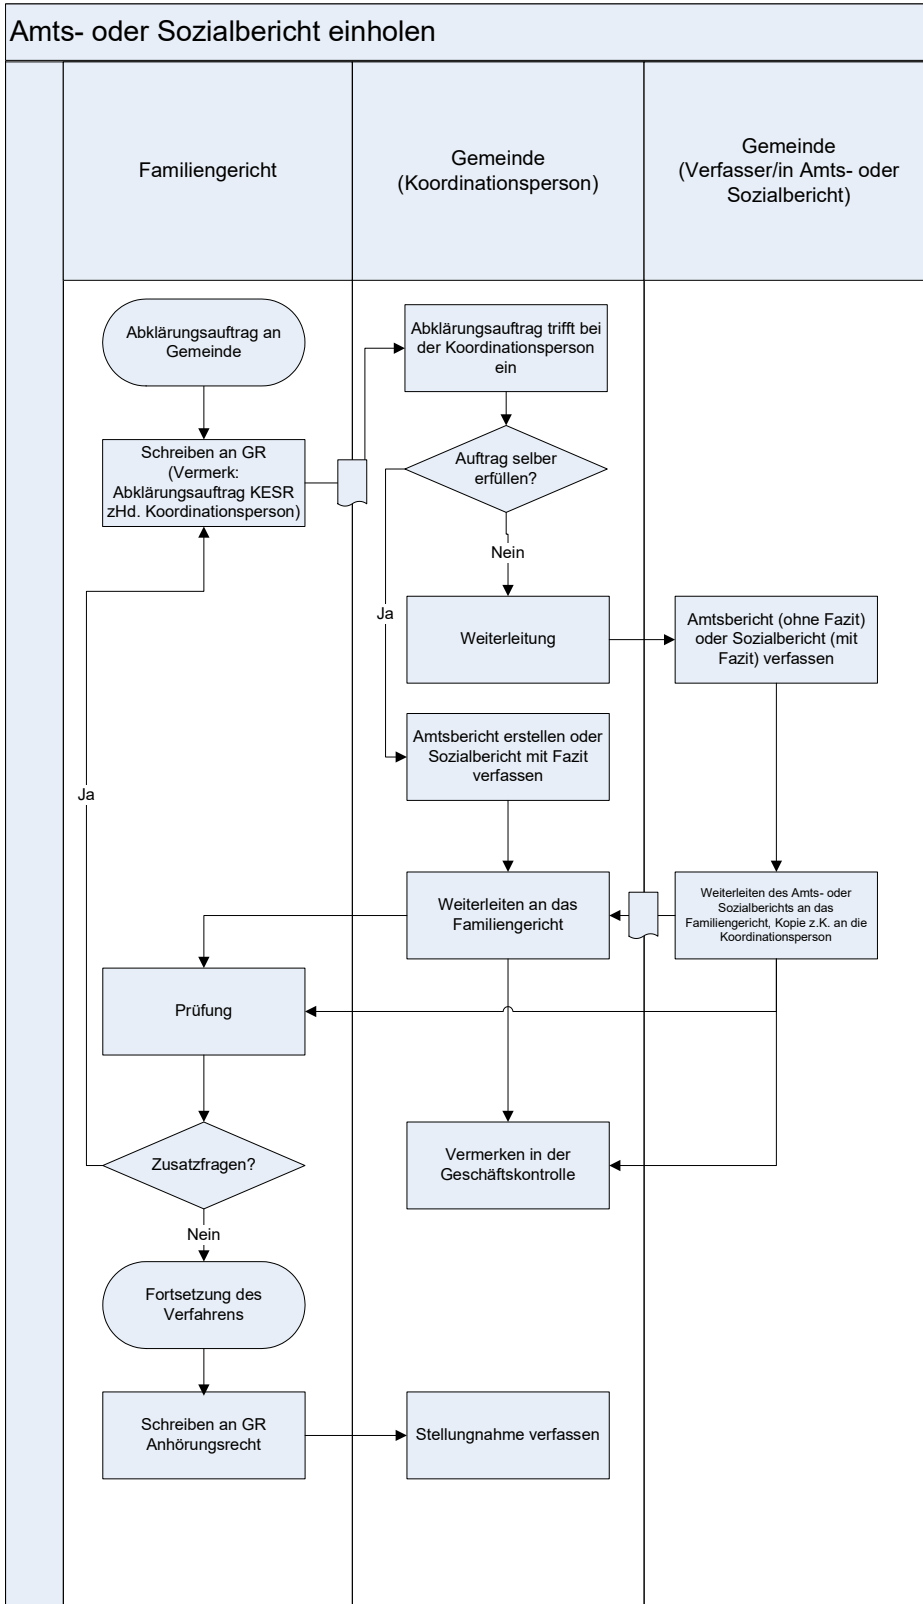 Amts- oder Sozialbericht einholen
Familiengericht
Gemeinde
(Koordinationsperson)
Gemeinde
(Verfasser/in Amts- oder
Sozialbericht)
Abklärungsauftrag an
Gemeinde
Abklärungsauftrag trifft bei
der Koordinationsperson
ein
Schreiben an GR
(Vermerk:
Abklärungsauftrag KESR
zHd. Koordinationsperson)
Auftrag selber
erfüllen?
Nein
Ja
Weiterleitung
Amtsbericht (ohne Fazit)
oder Sozialbericht (mit
Fazit) verfassen
Amtsbericht erstellen oder
Sozialbericht mit Fazit
verfassen
Ja
Weiterleiten an das
Familiengericht
Weiterleiten des Amts- oder
Sozialberichts an das
Familiengericht, Kopie z.K. an die
Koordinationsperson
Prüfung
Zusatzfragen?
Vermerken in der
Geschäftskontrolle
Nein
Fortsetzung des
Verfahrens
Schreiben an GR
Anhörungsrecht
Stellungnahme verfassen